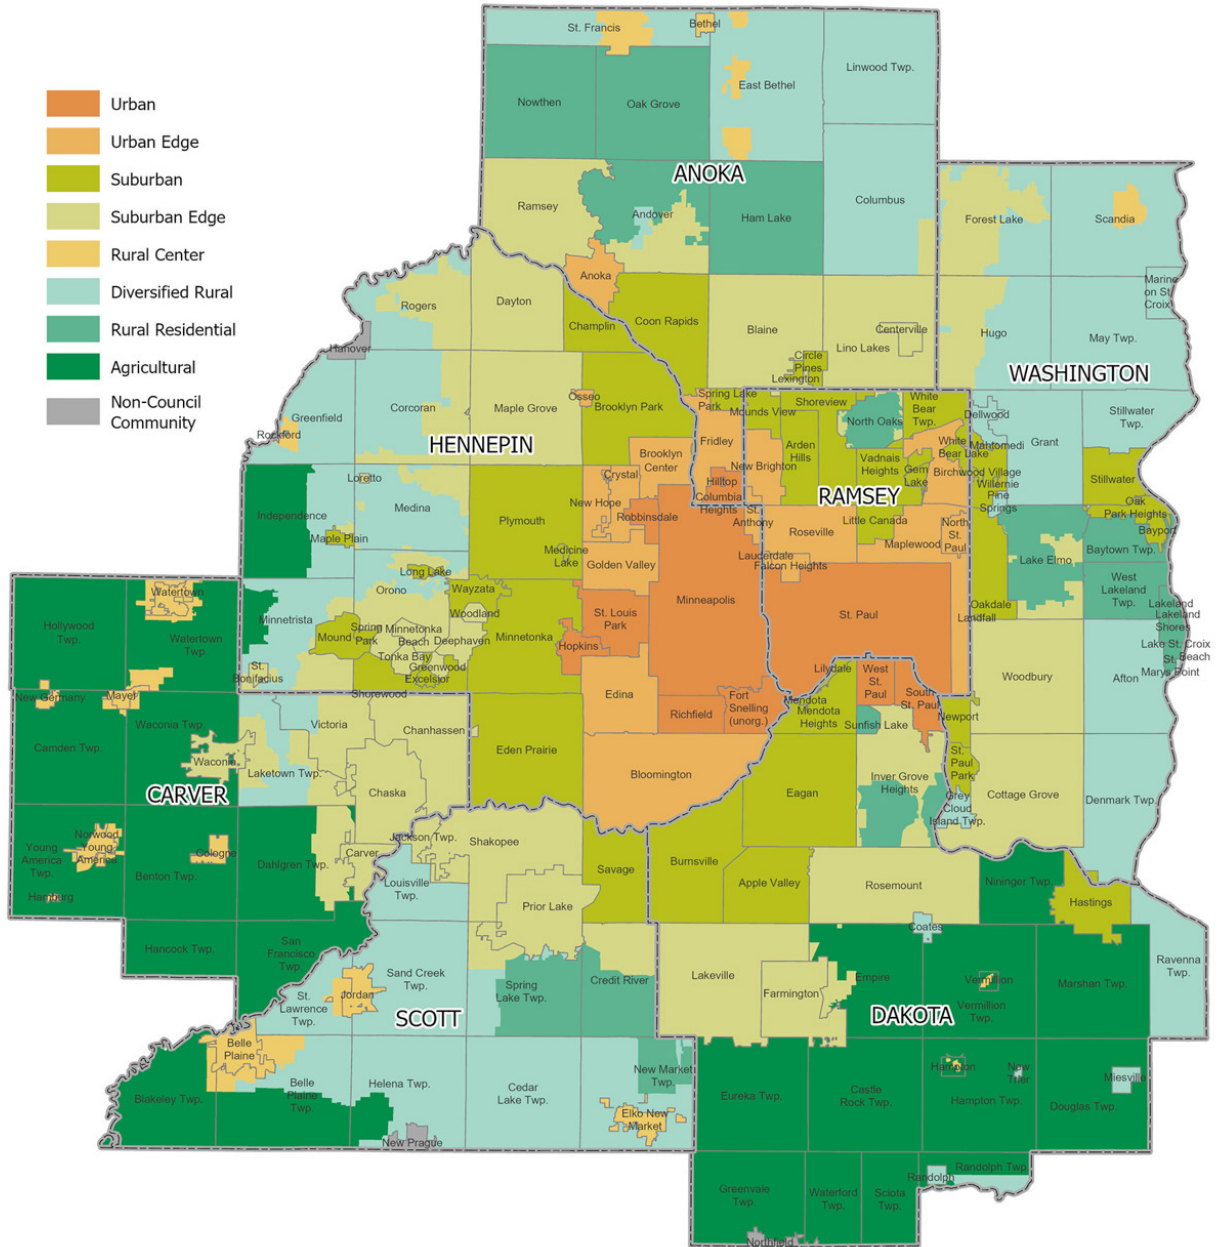 Urban
Urban Edge
Suburban
Suburban Edge
Rural Center
Diversified Rural
Rural Residential
Agricultural
Non-Council
Community
St. Francis
Bethel
Linwood Twp.
East Bethel
Nowthen
Oak Grove
ANOKA
Ramsey
Andover
Ham Lake
Columbus
Forest Lake
Scandia
Anoka
Marine
on St.
Croix
Rogers
Dayton
Champlin
Coon Rapids
Blaine
Centerville
Lino Lakes
Hugo
May Twp.
Hanover
Circle
Pines
Lexington
WASHINGTON
Greenfield
Rockford
Corcoran
Maple Grove
Osseo
Brooklyn Park
Spring Lake
Park
Mounds View
Shoreview
North Oaks
White
Bear
Twp.
Dellwood
Stillwater
Twp.
HENNEPIN
Fridley
Arden
Hills
Vadnais
Heights
White
Bear Lake
Mahtomedi
Grant
Brooklyn
Center
New Brighton
Gem
Lake
Birchwood Village
Willernie
Pine
Springs
Stillwater
Loretto
Medina
Plymouth
Crystal
New Hope
Robbinsdale
Hilltop
Columbia
Heights
RAMSEY
Oak
Park Heights
Bayport
Independence
Maple Plain
St.
Anthony
Roseville
Little Canada
Maplewood
North
St.
Paul
Lake Elmo
Baytown Twp.
Medicine
Lake
Golden Valley
Lauderdale
Falcon Heights
West
Lakeland
Twp.
Long Lake
Orono
Wayzata
Woodland
Minneapolis
St. Paul
Oakdale
Landfall
Lakeland
Lakeland
Shores
Lake St. Croix
Beach
St.
Marys Point
Hollywood
Twp.
Watertown
Watertown
Twp.
Minnetrista
Mound
Spring
Park
Minnetonka
Beach
Deephaven
Tonka Bay
Greenwood
Excelsior
Shorewood
Minnetonka
St. Louis
Park
Hopkins
St.
Bonifacius
Edina
Richfield
Fort
Snelling
(unorg.)
Lilydale
Mendota
Mendota
Heights
West
St.
Paul
South
St. Paul
Sunfish Lake
Newport
Woodbury
Afton
New Germany
Mayer
Camden Twp.
Waconia Twp.
Waconia
Victoria
Laketown Twp.
Chanhassen
Chaska
Eden Prairie
Bloomington
Eagan
Inver Grove
Heights
St.
Paul
Park
Grey
Cloud
Island Twp.
Cottage Grove
Denmark Twp.
CARVER
Young
America
Twp.
Norwood
Young
America
Hamburg
Cologne
Benton Twp.
Dahlgren Twp.
Carver
Jackson Twp.
Shakopee
Louisville
Twp.
Prior Lake
Savage
Burnsville
Apple Valley
Rosemount
Nininger Twp.
Hastings
Hancock Twp.
San
Francisco
Twp.
Coates
Ravenna
Twp.
St.
Lawrence
Twp.
Jordan
Sand Creek
Twp.
Spring
Lake Twp.
Credit River
Lakeville
Farmington
Empire
Vermillion
Vermillion
Twp.
Marshan Twp.
SCOTT
DAKOTA
Belle
Plaine
Blakeley Twp.
Belle
Plaine
Twp.
Helena Twp.
New Prague
Cedar
Lake Twp.
New Market
Twp.
Elko New
Market
Eureka Twp.
Castle
Rock Twp.
Hampton
New
Trier
Hampton Twp.
Miesville
Douglas Twp.
Greenvale
Twp.
Waterford
Twp.
Sciota
Twp.
Randolph
Randolph Twp.
Northfield